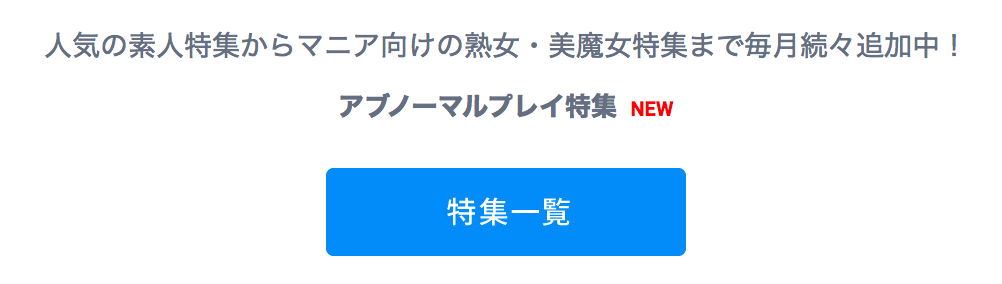 人気の素人特集からマニア向けの熟女・美魔女特集まで毎月続々追加中！
アブノーマルプレイ特集 NEW
特集一覧